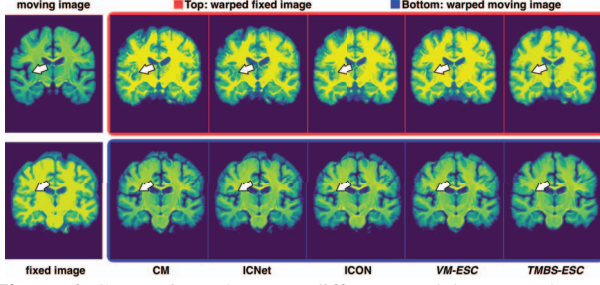 moving image
Top: warped fixed image
Bottom: warped moving image
fixed image
CM
ICNet
ICON
VM-ESC
TMBS-ESC